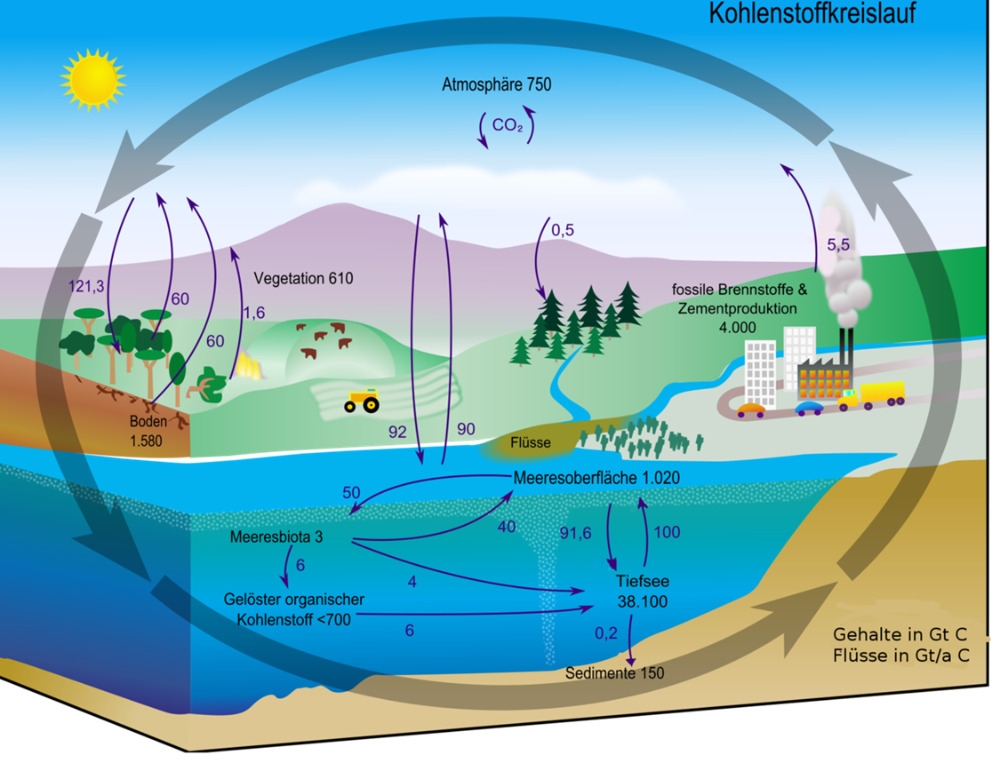 Kohlenstoffkreislauf
Atmosphäre 750
CO₂
0,5
5,5
121,3
60
Vegetation 610
1,6
60
fossile Brennstoffe &
Zementproduktion
4.000
Boden
1.580
92
90
Flüsse
Meeresoberfläche 1.020
50
40
91,6
100
Meeresbiota 3
6
4
Tiefsee
38.100
Gelöster organischer
Kohlenstoff <700
6
0,2
Gehalte in Gt C
Flüsse in Gt/a C
Sedimente 150